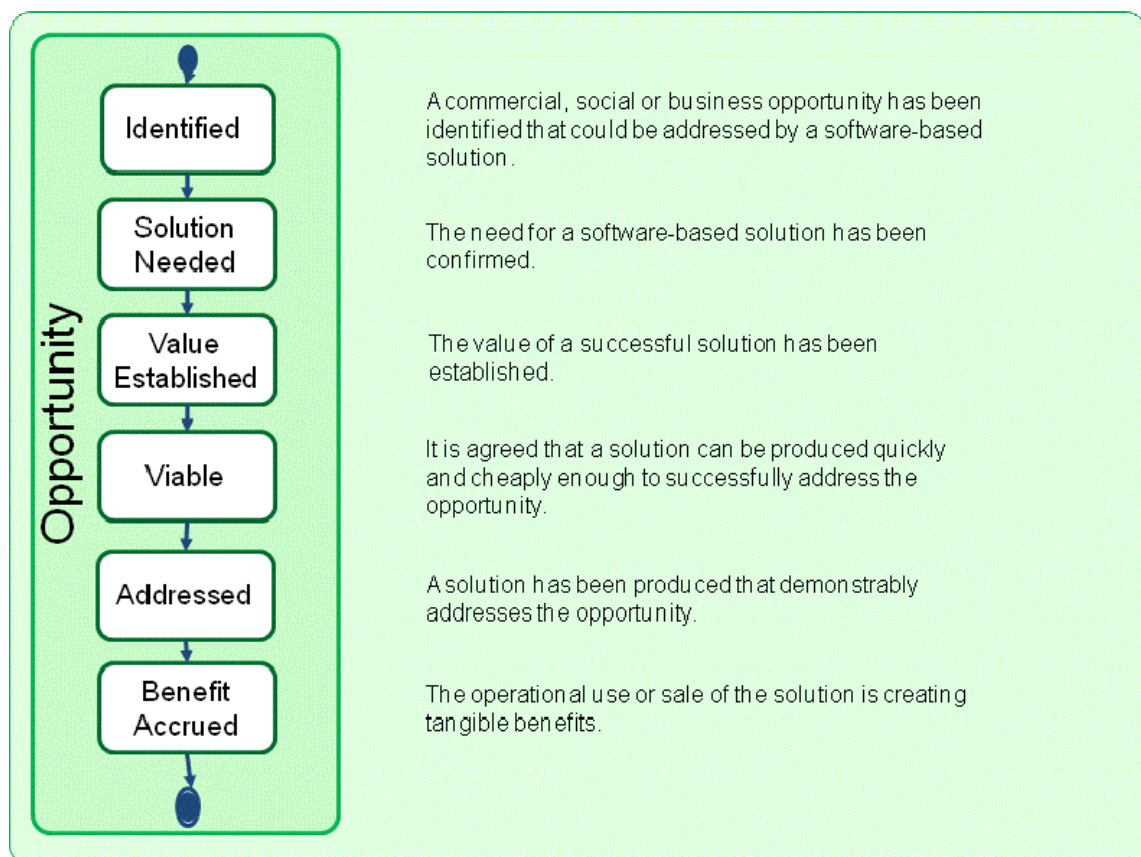 Opportunity
Identified
A commercial, social or business opportunity has been
identified that could be addressed by a software-based
solution.
Solution
Needed
The need for a software-based solution has been
confirmed.
Value
Established
The value of a successful solution has been
established.
Viable
It is agreed that a solution can be produced quickly
and cheaply enough to successfully address the
opportunity.
Addressed
A solution has been produced that demonstrably
addresses the opportunity.
Benefit
Accrued
The operational use or sale of the solution is creating
tangible benefits.